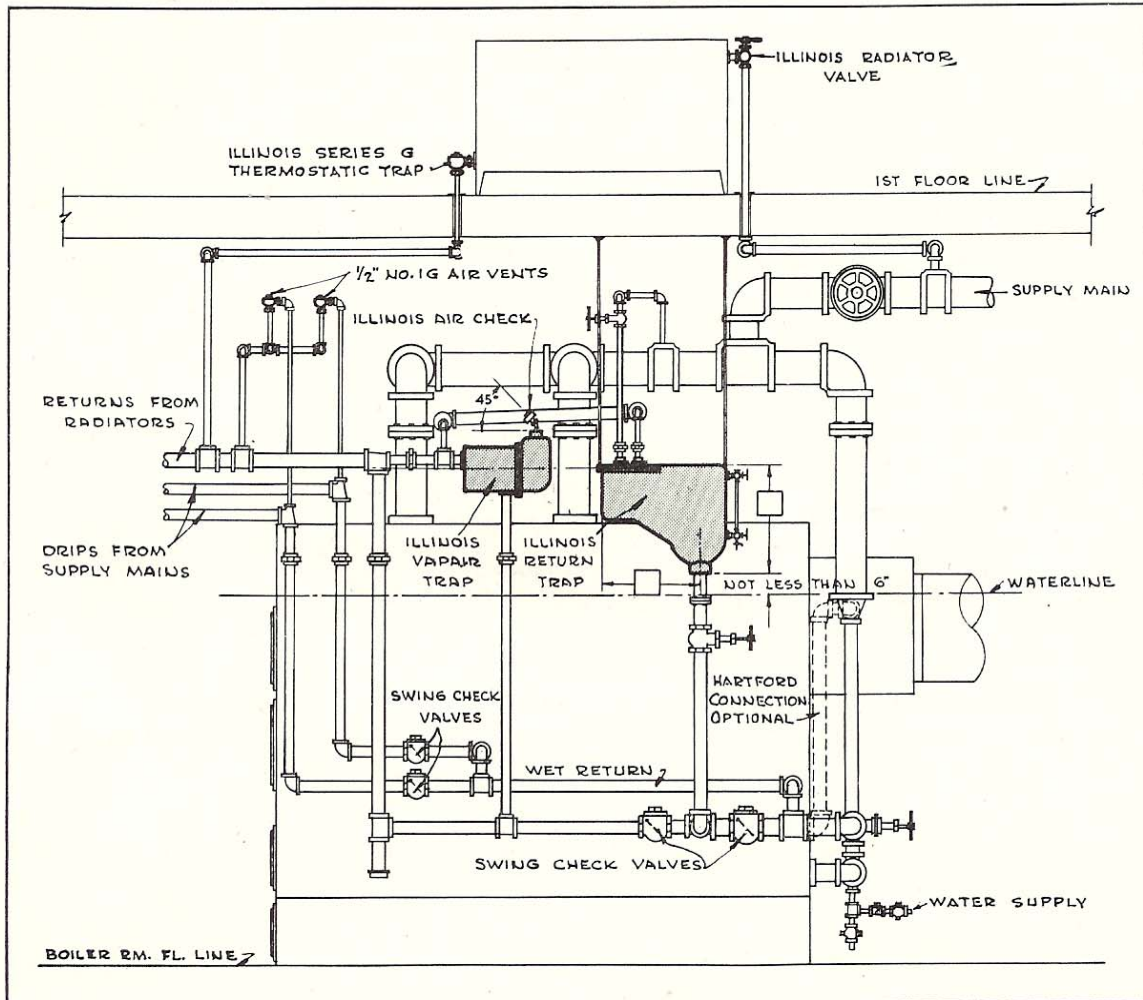 ILLINOIS RADIATOR
VALVE
ILLINOIS SERIES G
THERMOSTATIC TRAP
1ST FLOOR LINE
1/2" NO. 1G AIR VENTS
SUPPLY MAIN
ILLINOIS AIR CHECK
45°
RETURNS FROM
RADIATORS
DRIPS FROM
SUPPLY MAINS
ILLINOIS
VAPAIR
TRAP
ILLINOIS
RETURN
TRAP
NOT LESS THAN 6"
WATERLINE
HARTFORD
CONNECTION
OPTIONAL
SWING CHECK
VALVES
WET RETURN
SWING CHECK VALVES
WATER SUPPLY
BOILER RM. FL. LINE